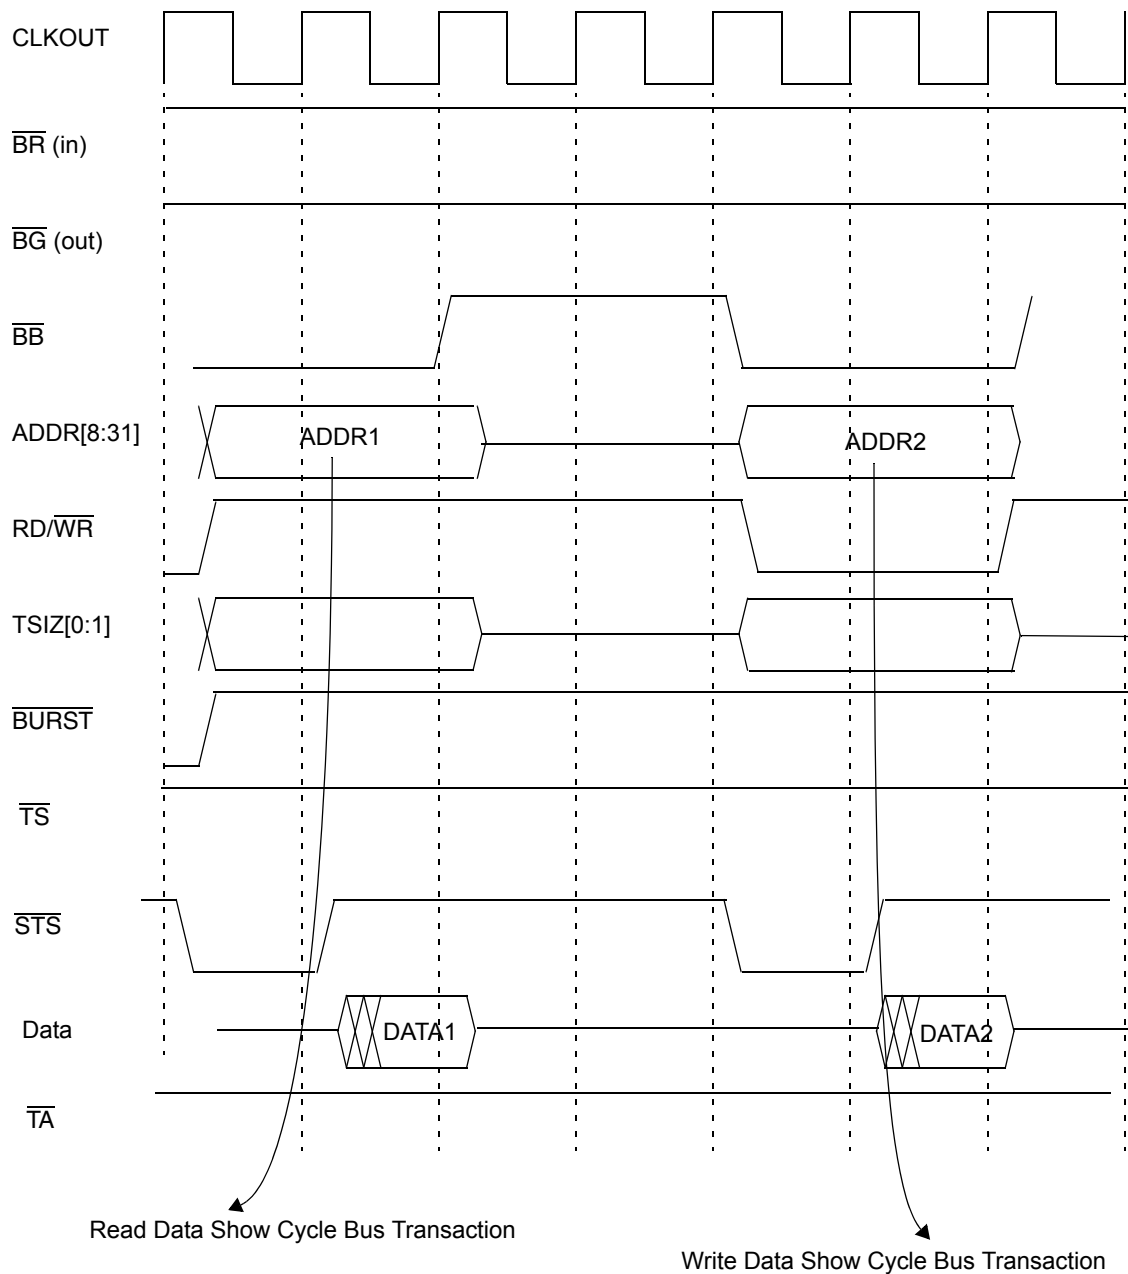 CLKOUT
BR (in)
BG (out)
BB
ADDR[8:31] ADDR1 ADDR2
RD/WR
TSIZ[0:1]
BURST
TS
STS
Data DATA1 DATA2
TA
Read Data Show Cycle Bus Transaction
Write Data Show Cycle Bus Transaction